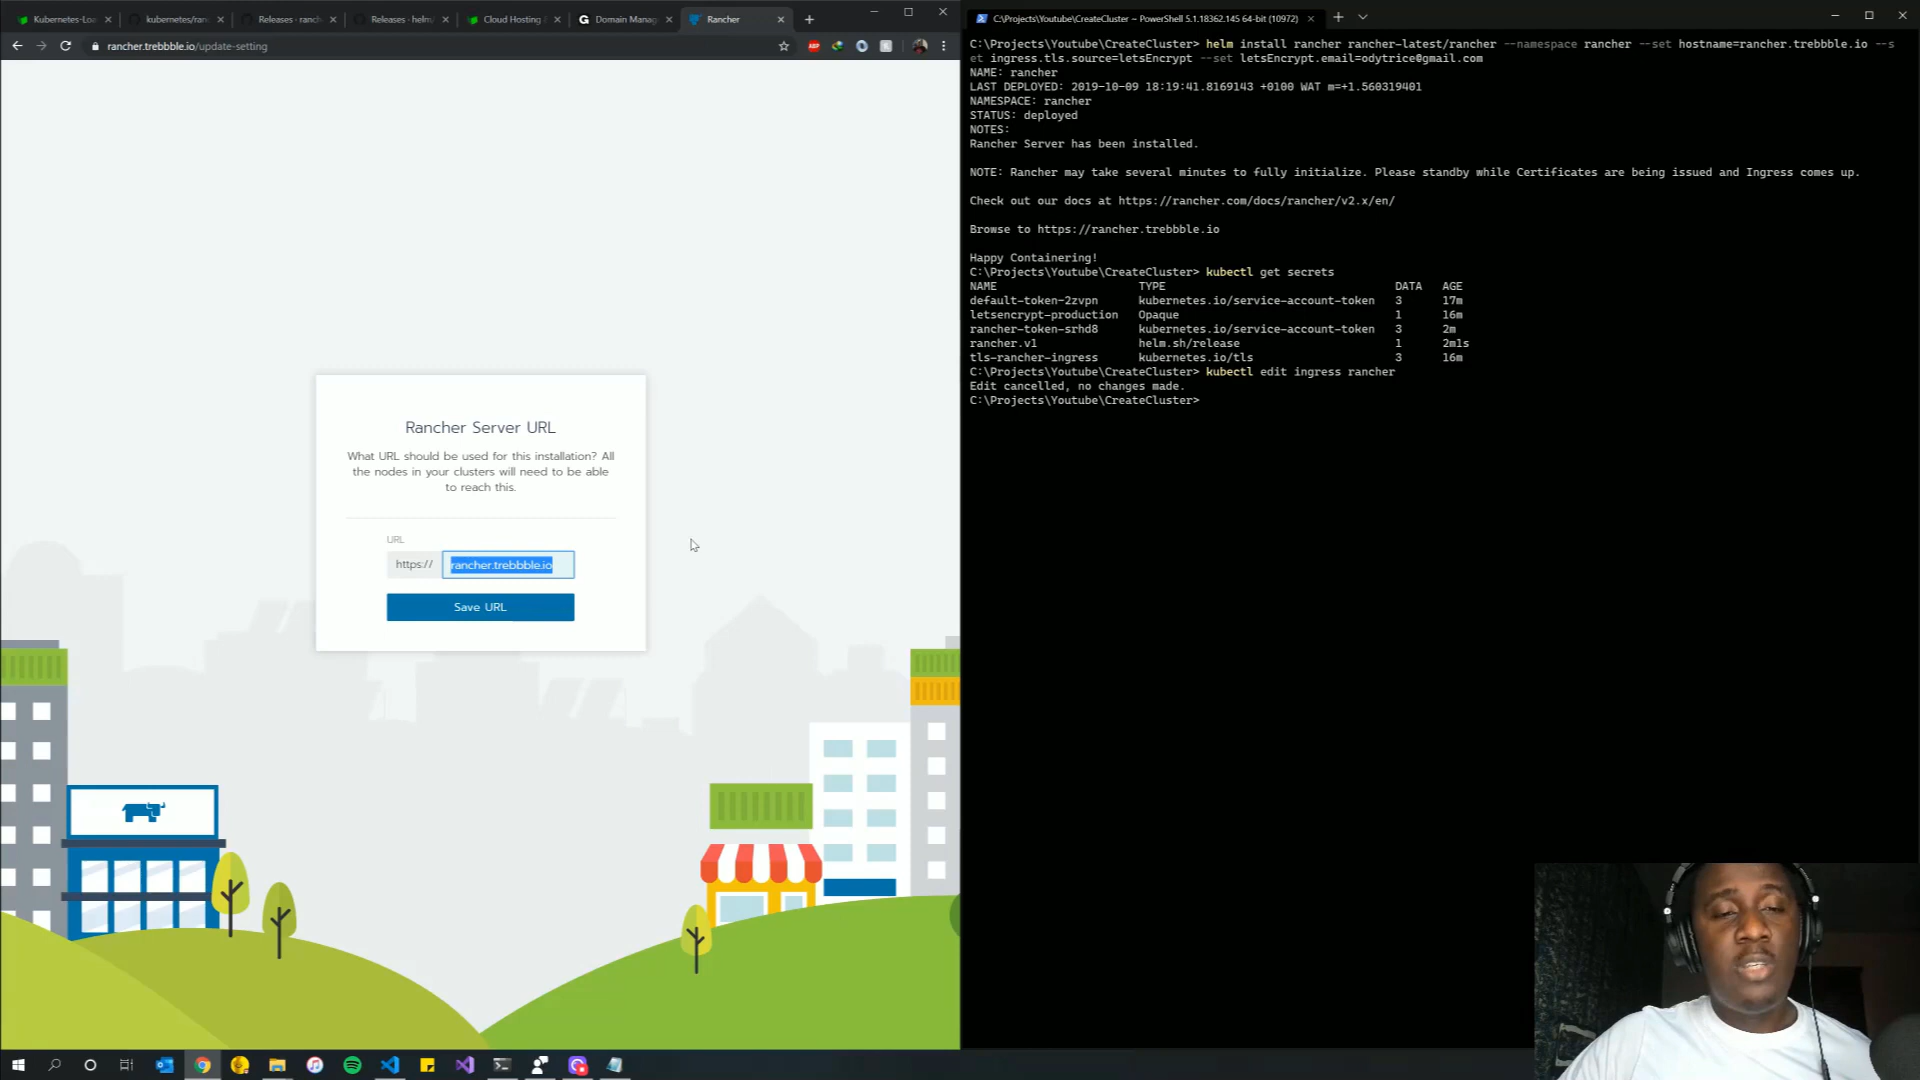 Kubernetes-Loa
kubernetes/ran
Releases · ranch
Releases · helm/
Cloud Hosting &
G Domain Manag
Rancher
rancher.trebbble.io/update-setting
ABP
Rancher Server URL
What URL should be used for this installation? All
the nodes in your clusters will need to be able
to reach this.
URL
https://
rancher.trebbble.io
Save URL
C:\Projects\Youtube\CreateCluster – PowerShell 5.1.18362.145 64-bit (10972)
C:\Projects\Youtube\CreateCluster> helm install rancher rancher-latest/rancher --namespace rancher --set hostname=rancher.trebbble.io --s
et ingress.tls.source=letsEncrypt --set letsEncrypt.email=odytrice@gmail.com
NAME: rancher
LAST DEPLOYED: 2019-10-09 18:19:41.8169143 +0100 WAT m=+1.560319401
NAMESPACE: rancher
STATUS: deployed
NOTES:
Rancher Server has been installed.
NOTE: Rancher may take several minutes to fully initialize. Please standby while Certificates are being issued and Ingress comes up.
Check out our docs at https://rancher.com/docs/rancher/v2.x/en/
Browse to https://rancher.trebbble.io
Happy Containering!
C:\Projects\Youtube\CreateCluster> kubectl get secrets
NAME TYPE DATA AGE
default-token-2zvpn kubernetes.io/service-account-token 3 17m
letsencrypt-production Opaque 1 16m
rancher-token-srhd8 kubernetes.io/service-account-token 3 2m
rancher.v1 helm.sh/release 1 2m1s
tls-rancher-ingress kubernetes.io/tls 3 16m
C:\Projects\Youtube\CreateCluster> kubectl edit ingress rancher
Edit cancelled, no changes made.
C:\Projects\Youtube\CreateCluster>